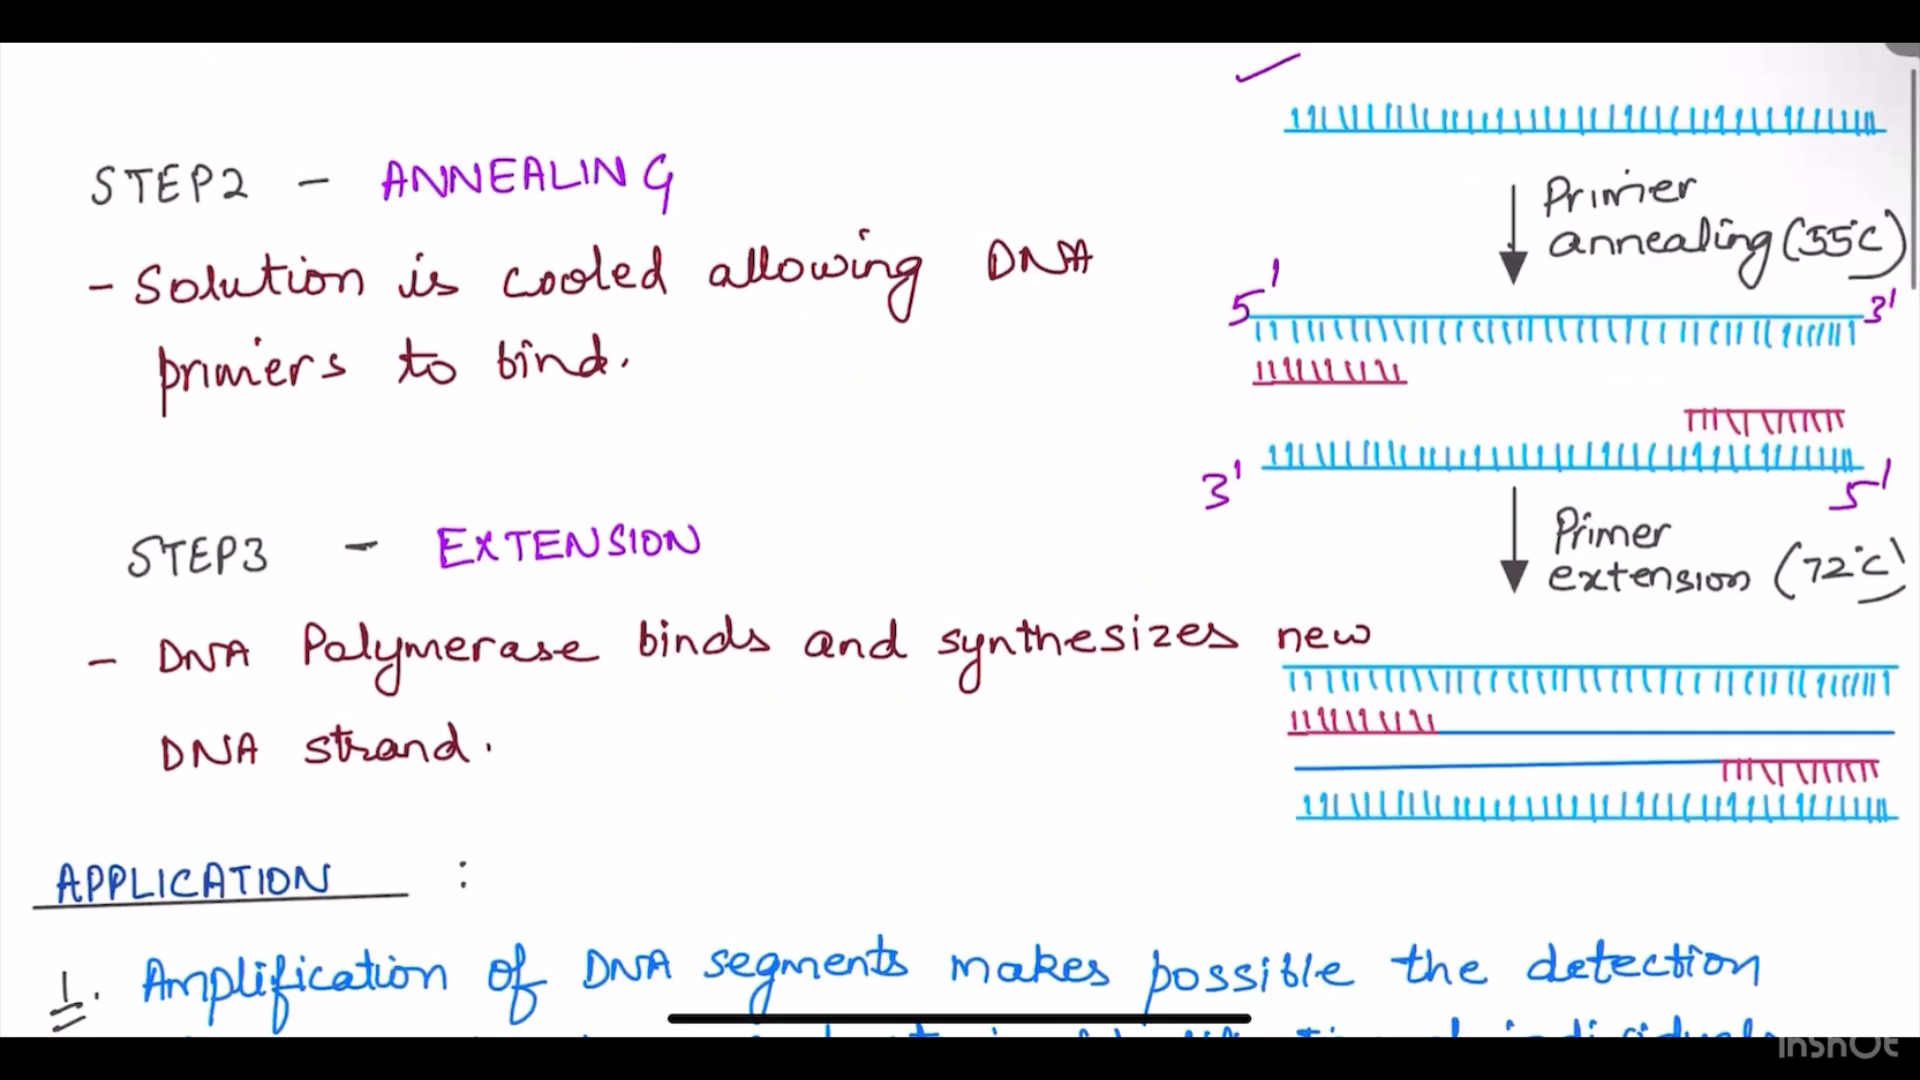 STEP2 - ANNEALING
- Solution is cooled allowing DNA
primers to bind.
Primer
annealing (55°C)
5'
3'
3'
5'
STEP3 - EXTENSION
- DNA Polymerase binds and synthesizes new
DNA strand.
Primer
extension (72°C)
APPLICATION :
1. Amplification of DNA segments makes possible the detection
InShOt